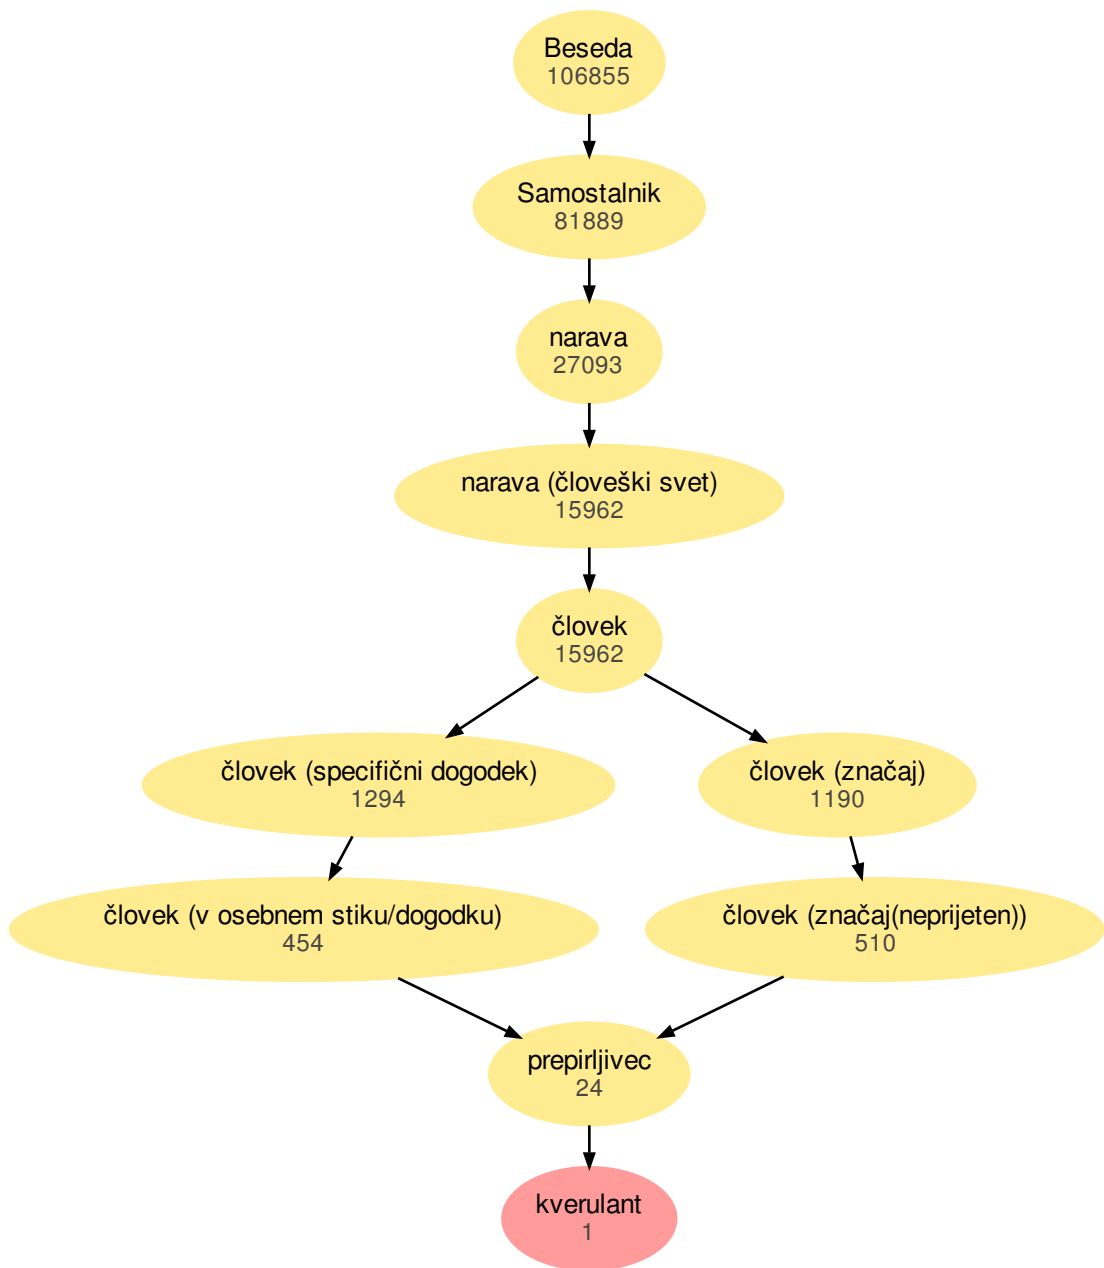 Beseda
106855
Samostalnik
81889
narava
27093
narava (človeški svet)
15962
človek
15962
človek (specifični dogodek)
1294
človek (značaj)
1190
človek (v osebnem stiku/dogodku)
454
človek (značaj(neprijeten))
510
prepirljivec
24
kverulant
1